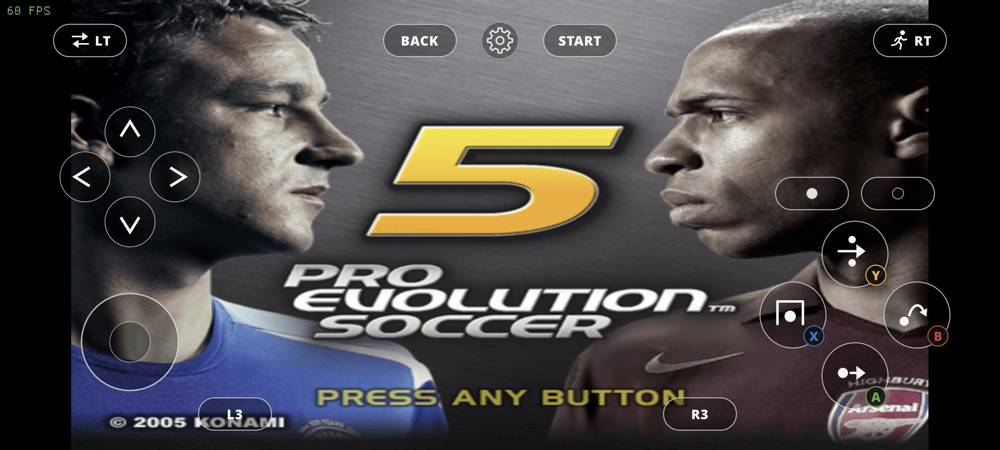 60 FPS
LT
BACK
START
RT
5
PRO
EVOLUTION TM
SOCCER
Y
X
B
A
PRESS ANY BUTTON
L3
R3
© 2005 KONAMI
HIGHBURY
Arsenal